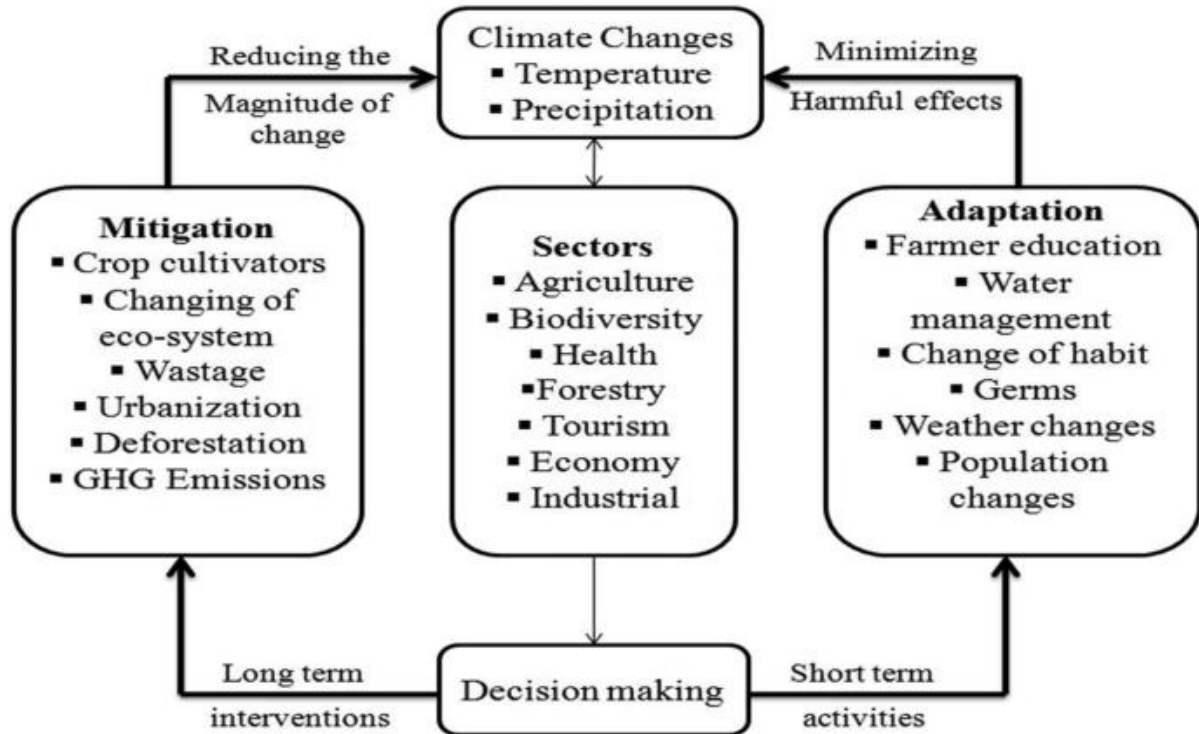 Climate Changes
▪ Temperature
▪ Precipitation
Reducing the
Magnitude of
change
Minimizing
Harmful effects
Mitigation
▪ Crop cultivators
▪ Changing of
eco-system
▪ Wastage
▪ Urbanization
▪ Deforestation
▪ GHG Emissions
Sectors
▪ Agriculture
▪ Biodiversity
▪ Health
▪ Forestry
▪ Tourism
▪ Economy
▪ Industrial
Adaptation
▪ Farmer education
▪ Water
management
▪ Change of habit
▪ Germs
▪ Weather changes
▪ Population
changes
Long term
interventions
Decision making
Short term
activities